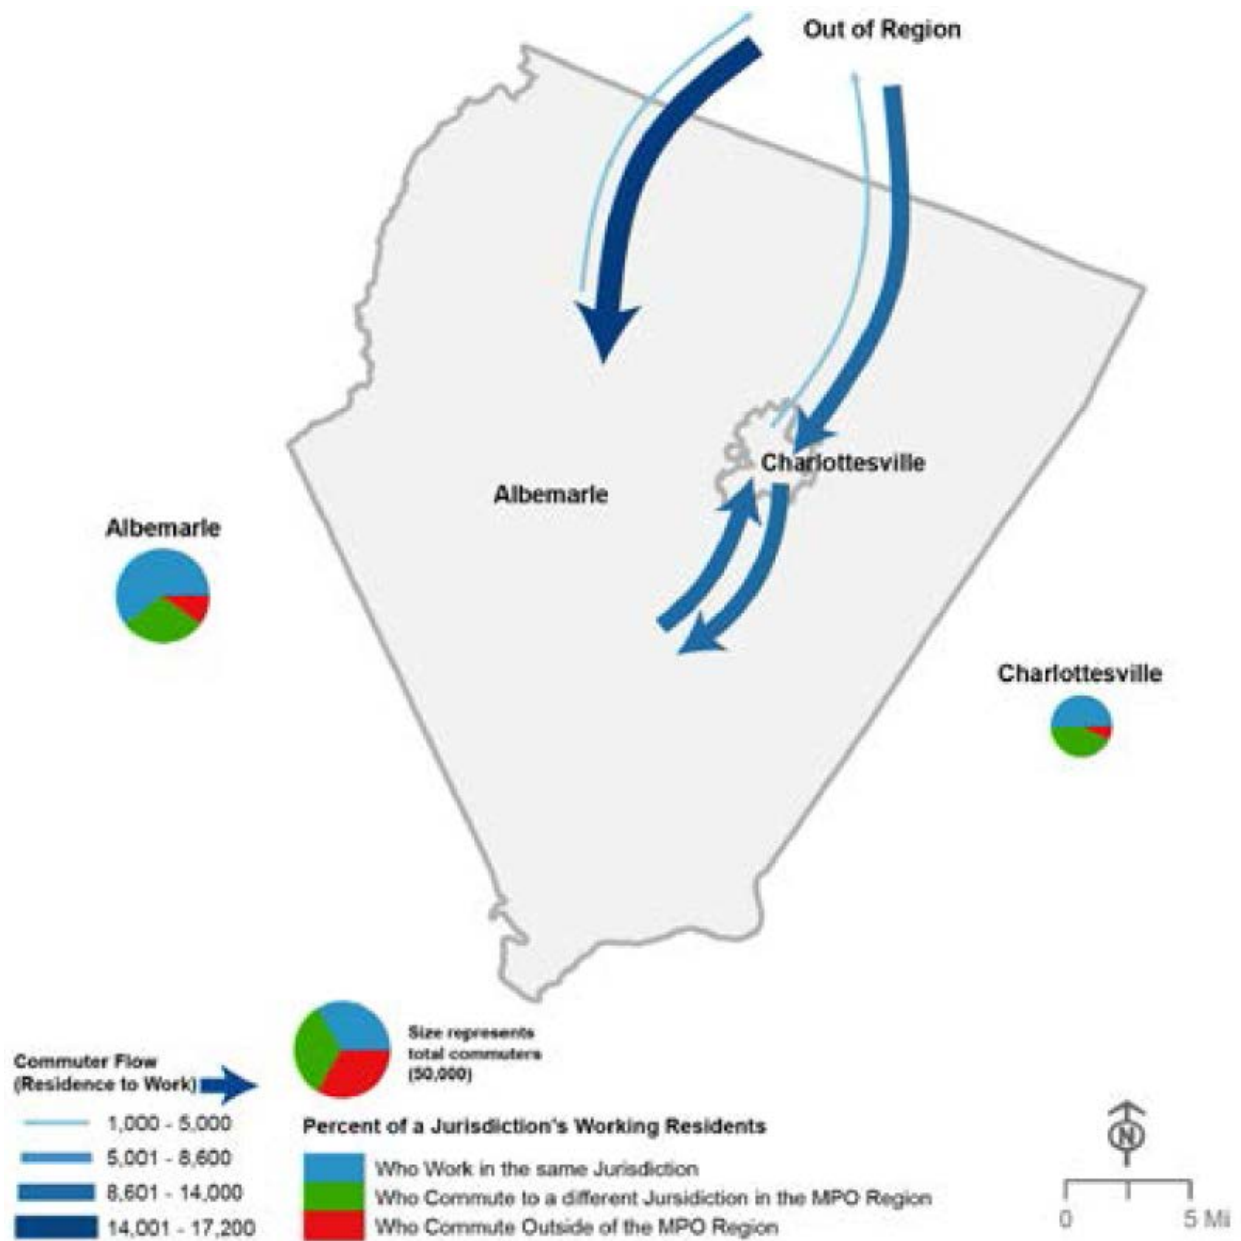 Out of Region
Charlottesville
Albemarle
Albemarle
Charlottesville
Size represents
total commuters
(50,000)
Commuter Flow
(Residence to Work)
1,000 - 5,000
5,001 - 8,600
8,601 - 14,000
14,001 - 17,200
Percent of a Jurisdiction's Working Residents
Who Work in the same Jurisdiction
Who Commute to a different Jursidiction in the MPO Region
Who Commute Outside of the MPO Region
N
0 5 Mi